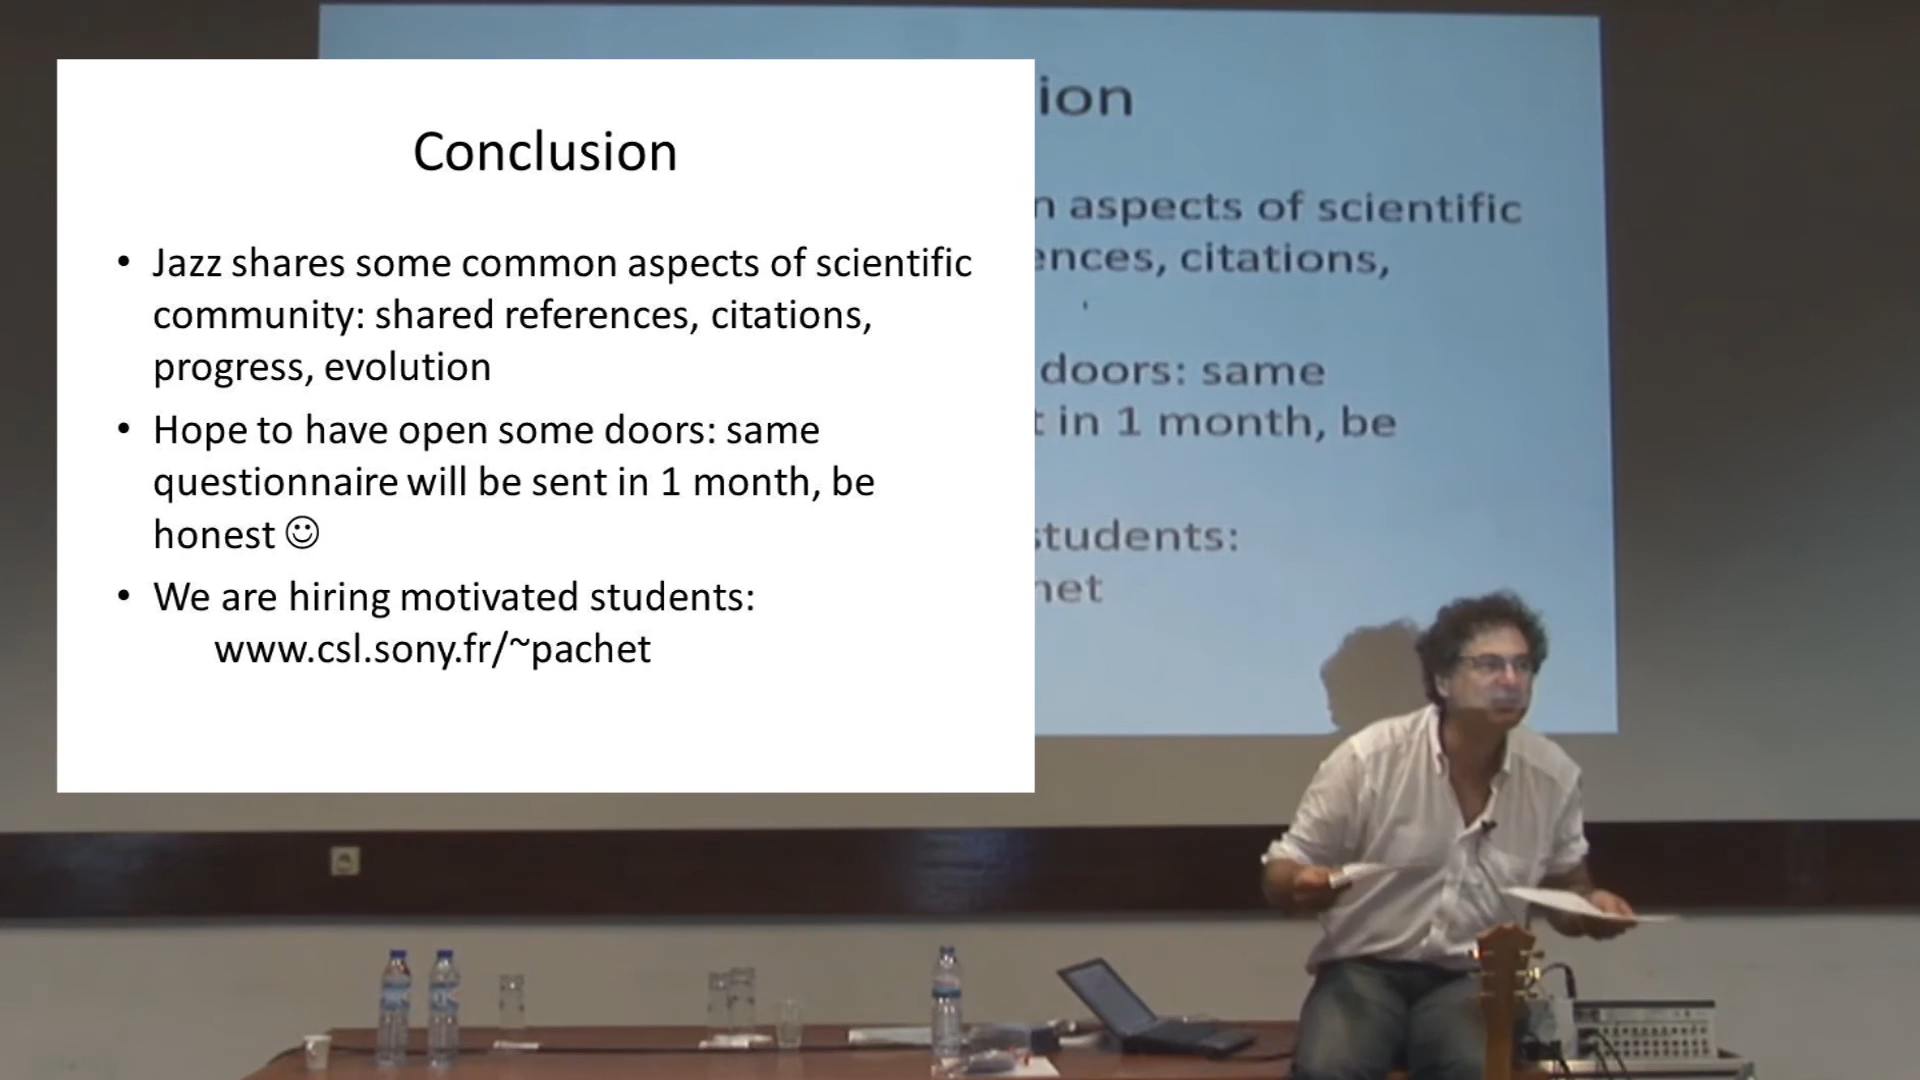 Conclusion
• Jazz shares some common aspects of scientific
community: shared references, citations,
progress, evolution
• Hope to have open some doors: same
questionnaire will be sent in 1 month, be
honest ☺
• We are hiring motivated students:
www.csl.sony.fr/~pachet
ion
n aspects of scientific
ences, citations,
doors: same
t in 1 month, be
students:
het